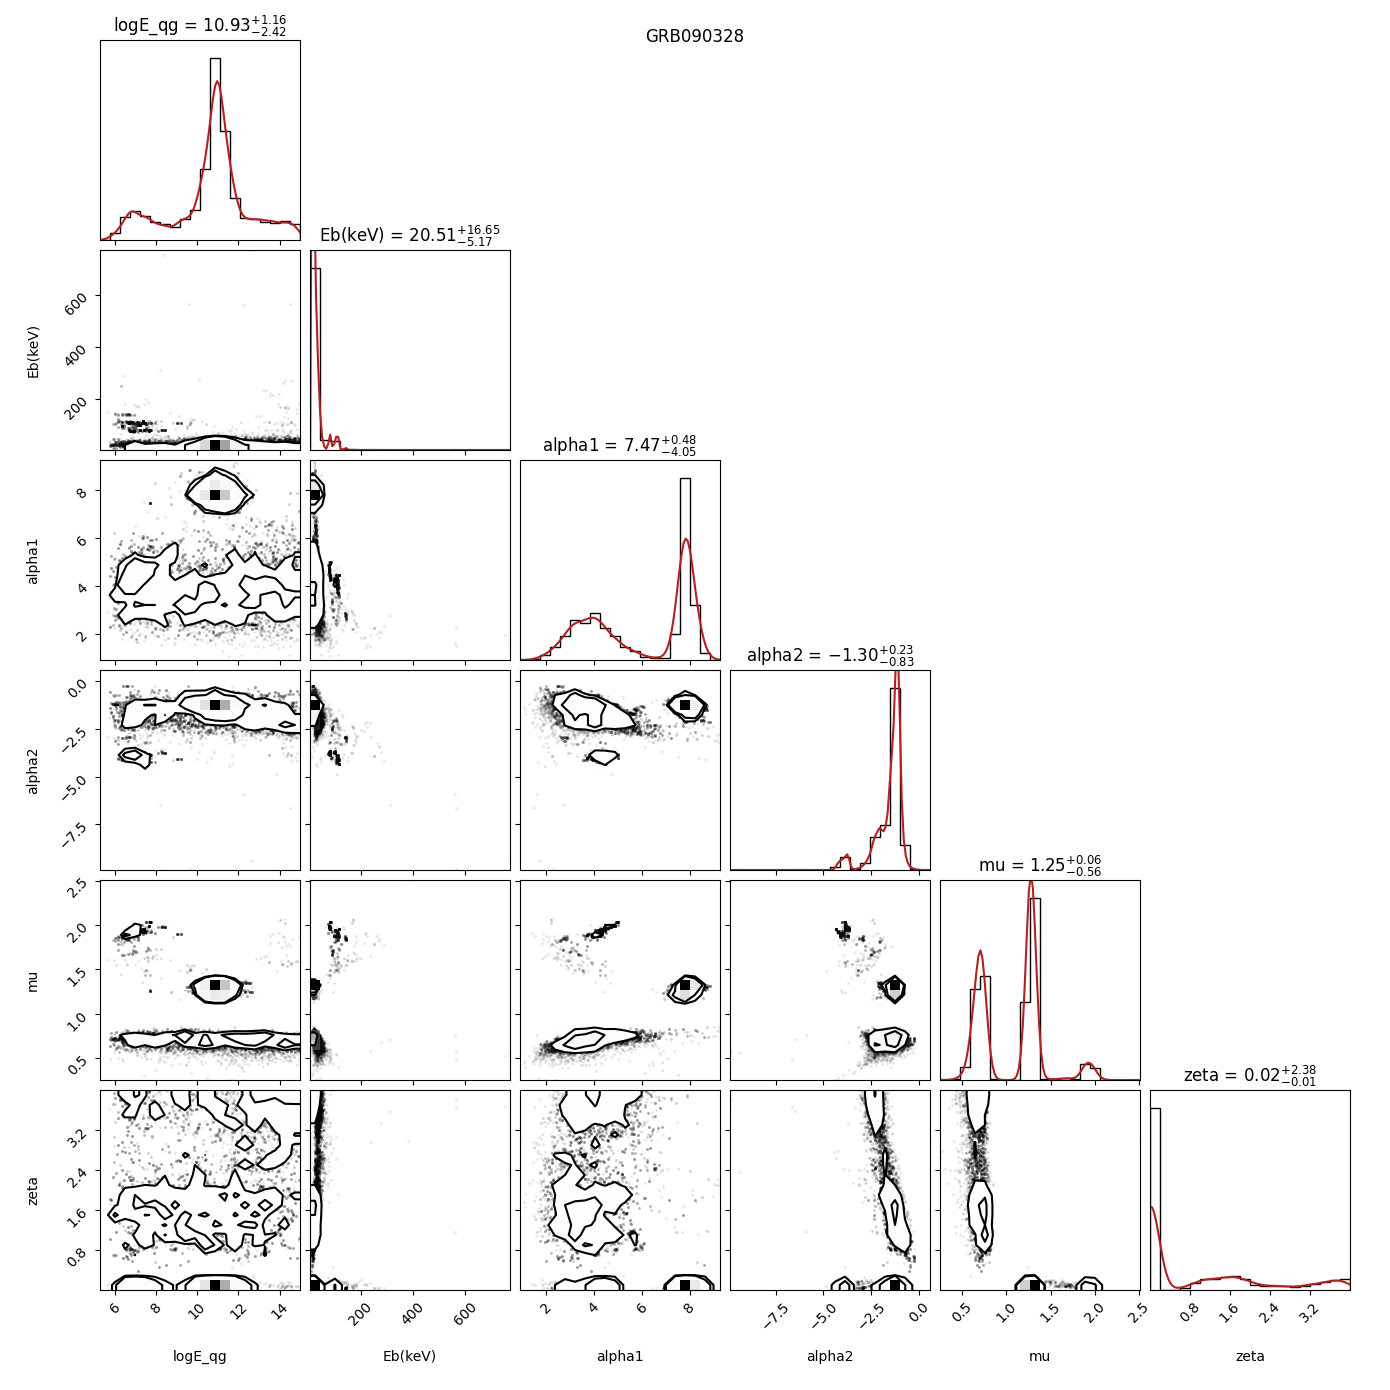 GRB090328
logE_qg = 10.93+1.16−2.42
Eb(keV) = 20.51+16.65−5.17
600
400
200
Eb(keV)
alpha1 = 7.47+0.48−4.05
8
6
4
2
alpha1
alpha2 = −1.30+0.23−0.83
0.0
−2.5
−5.0
−7.5
alpha2
mu = 1.25+0.06−0.56
2.5
2.0
1.5
1.0
0.5
mu
zeta = 0.02+2.38−0.01
3.2
2.4
1.6
0.8
zeta
6 8 10 12 14
200 400 600
2 4 6 8
−7.5 −5.0 −2.5 0.0
0.5 1.0 1.5 2.0 2.5
0.8 1.6 2.4 3.2
logE_qg Eb(keV) alpha1 alpha2 mu zeta